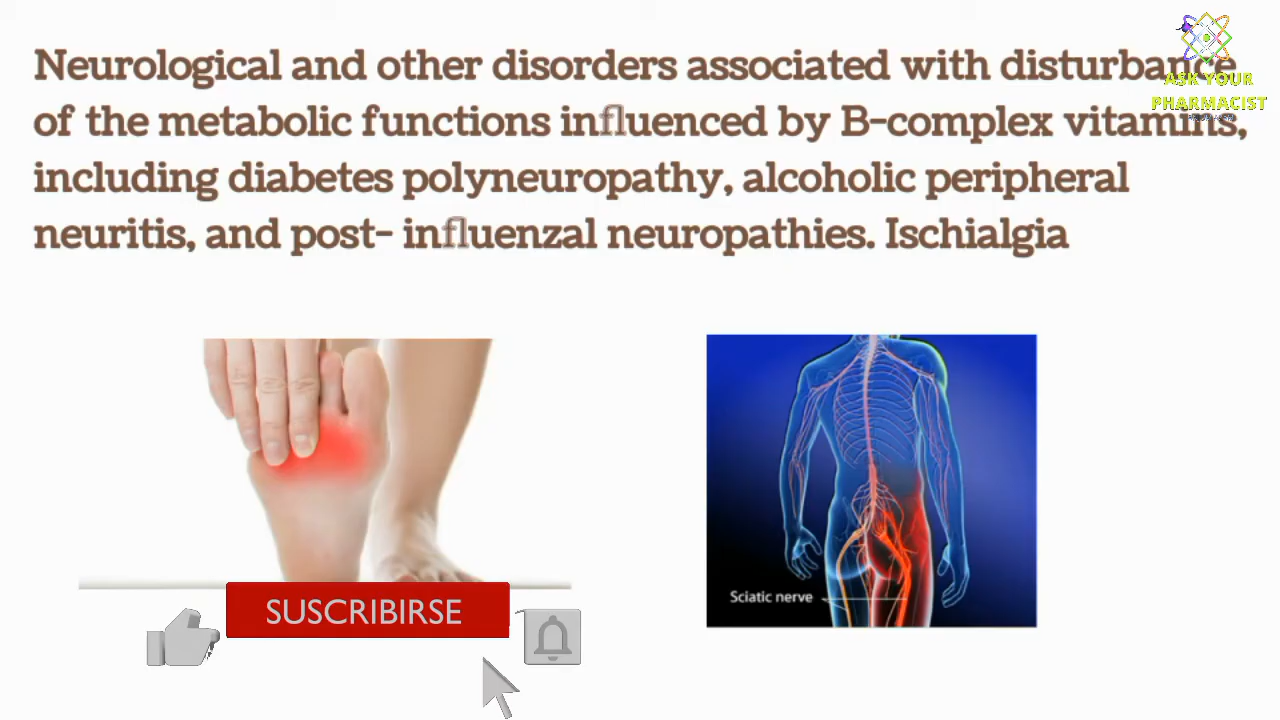 Neurological and other disorders associated with disturbance
of the metabolic functions influenced by B-complex vitamins,
including diabetes polyneuropathy, alcoholic peripheral
neuritis, and post- influenzal neuropathies. Ischialgia
ASK YOUR
PHARMACIST
Sciatic nerve
SUSCRIBIRSE